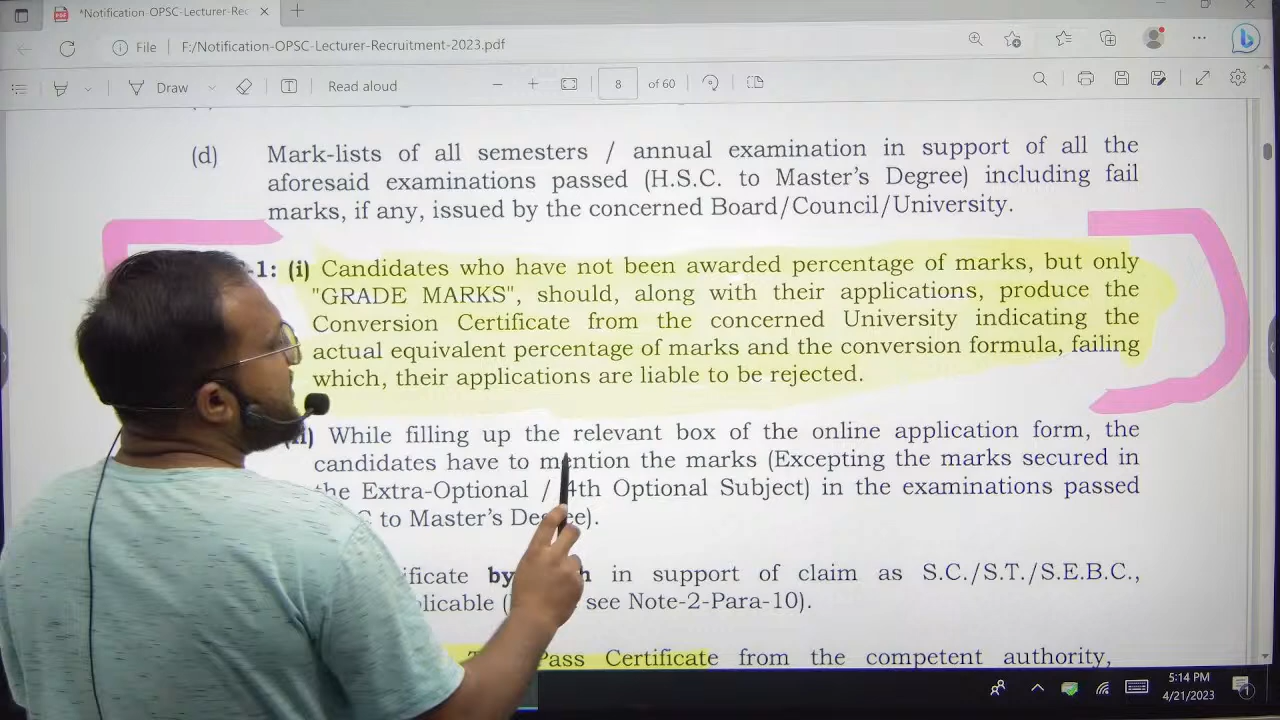 *Notification-OPSC-Lecturer-Rec
File F:/Notification-OPSC-Lecturer-Recruitment-2023.pdf
Draw Read aloud 8 of 60
(d) Mark-lists of all semesters / annual examination in support of all the
aforesaid examinations passed (H.S.C. to Master's Degree) including fail
marks, if any, issued by the concerned Board/Council/University.
-1: (i) Candidates who have not been awarded percentage of marks, but only
"GRADE MARKS", should, along with their applications, produce the
Conversion Certificate from the concerned University indicating the
actual equivalent percentage of marks and the conversion formula, failing
which, their applications are liable to be rejected.
While filling up the relevant box of the online application form, the
candidates have to mention the marks (Excepting the marks secured in
the Extra-Optional / 4th Optional Subject) in the examinations passed
to Master's Degree).
in support of claim as S.C./S.T./S.E.B.C.,
see Note-2-Para-10).
Pass Certificate from the competent authority,
5:14 PM
4/21/2023